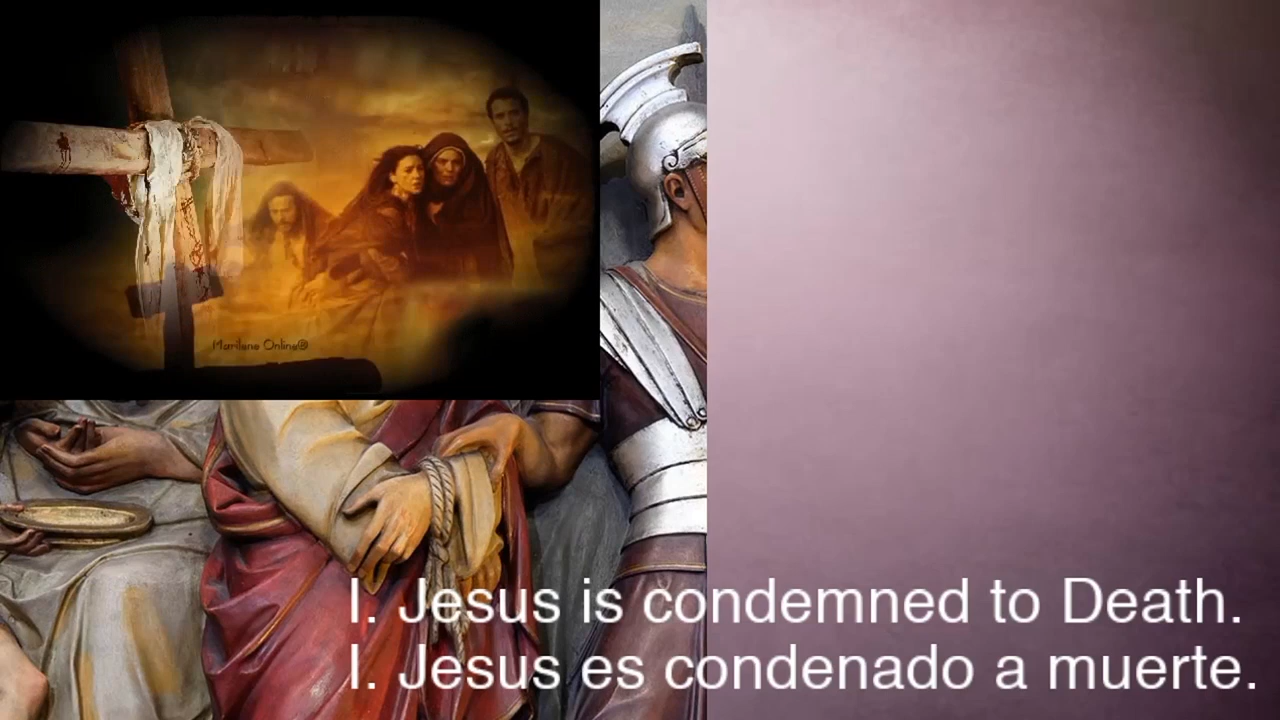 Marilene Online®
I. Jesus is condemned to Death.
I. Jesus es condenado a muerte.